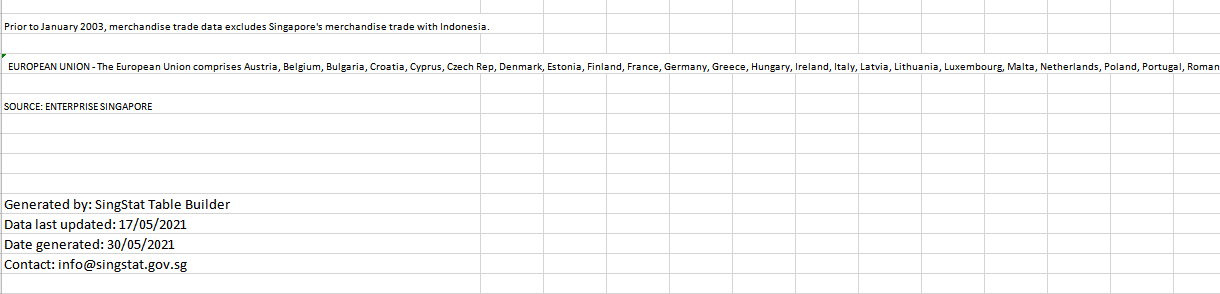 Prior to January 2003, merchandise trade data excludes Singapore's merchandise trade with Indonesia.
EUROPEAN UNION - The European Union comprises Austria, Belgium, Bulgaria, Croatia, Cyprus, Czech Rep, Denmark, Estonia, Finland, France, Germany, Greece, Hungary, Ireland, Italy, Latvia, Lithuania, Luxembourg, Malta, Netherlands, Poland, Portugal, Roman
SOURCE: ENTERPRISE SINGAPORE
Generated by: SingStat Table Builder
Data last updated: 17/05/2021
Date generated: 30/05/2021
Contact: info@singstat.gov.sg